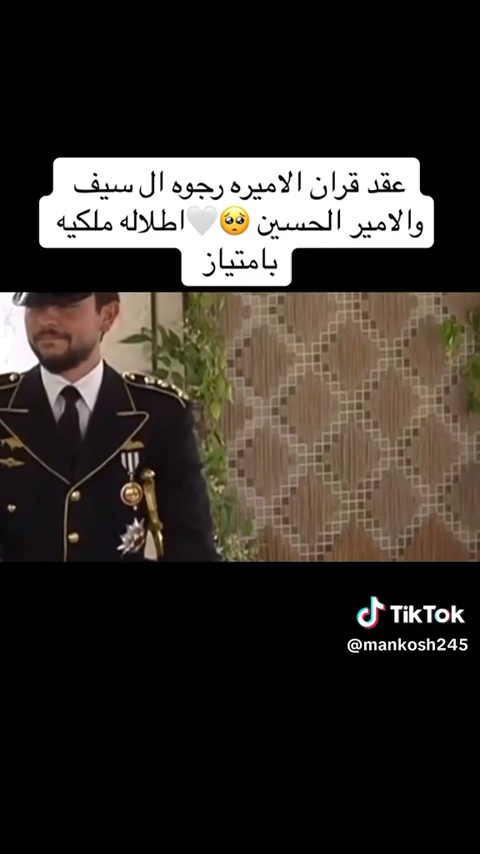 عقد قران الاميره رجوه ال سيف
والامير الحسين 🥺🤍اطلاله ملكيه
بامتياز
TikTok
@mankosh245